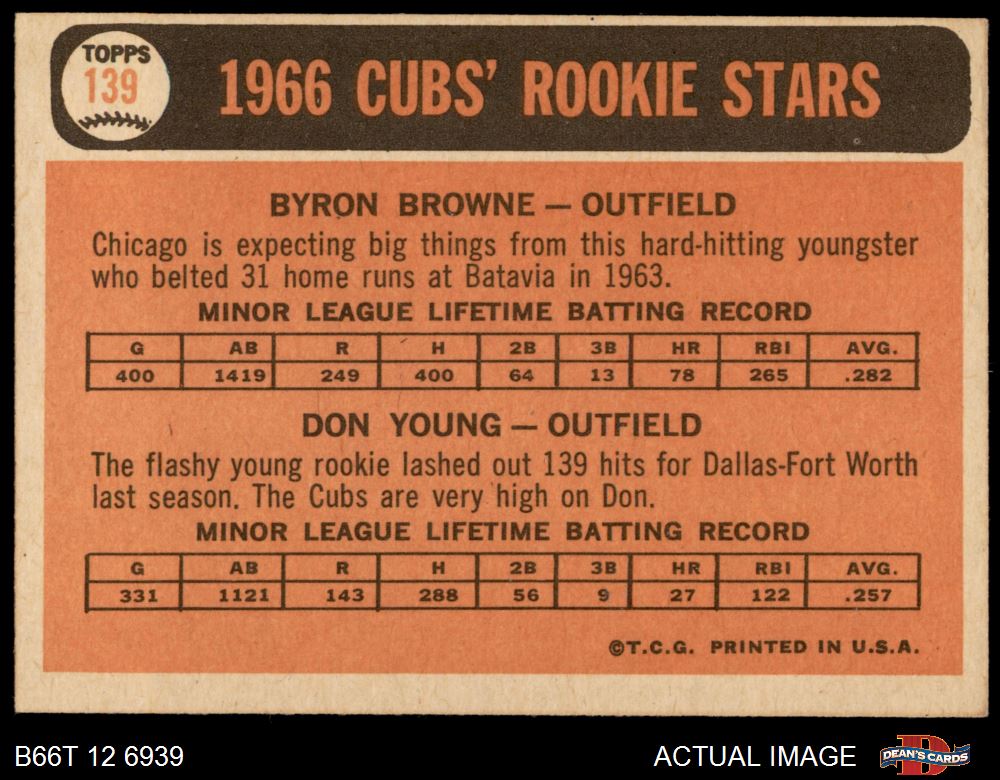 TOPPS
139
1966 CUBS' ROOKIE STARS
BYRON BROWNE — OUTFIELD
Chicago is expecting big things from this hard-hitting youngster
who belted 31 home runs at Batavia in 1963.
MINOR LEAGUE LIFETIME BATTING RECORD
G AB R H 2B 3B HR RBI AVG.
400 1419 249 400 64 13 78 265 .282
DON YOUNG — OUTFIELD
The flashy young rookie lashed out 139 hits for Dallas-Fort Worth
last season. The Cubs are very high on Don.
MINOR LEAGUE LIFETIME BATTING RECORD
G AB R H 2B 3B HR RBI AVG.
331 1121 143 288 56 9 27 122 .257
©T.C.G. PRINTED IN U.S.A.
B66T 12 6939 ACTUAL IMAGE D DEAN'S CARDS